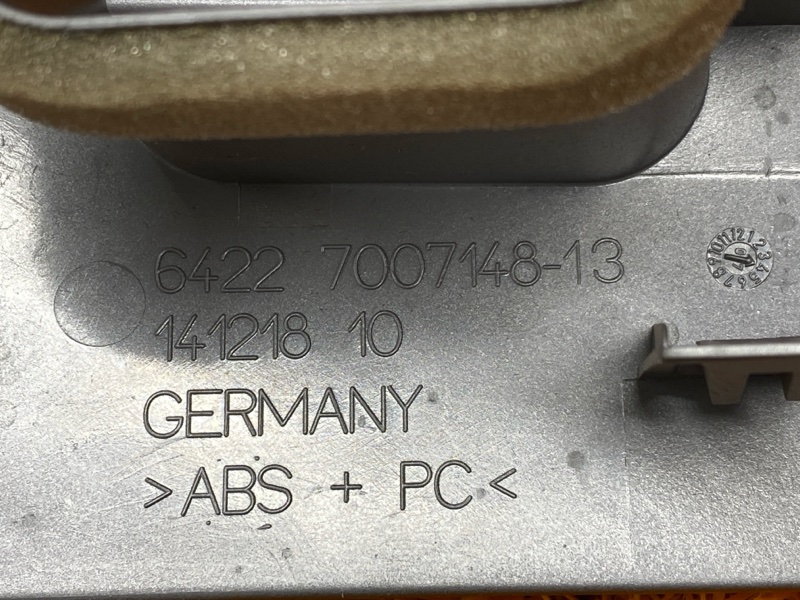 6422 7007148-13
141218 10
GERMANY
>ABS + PC<